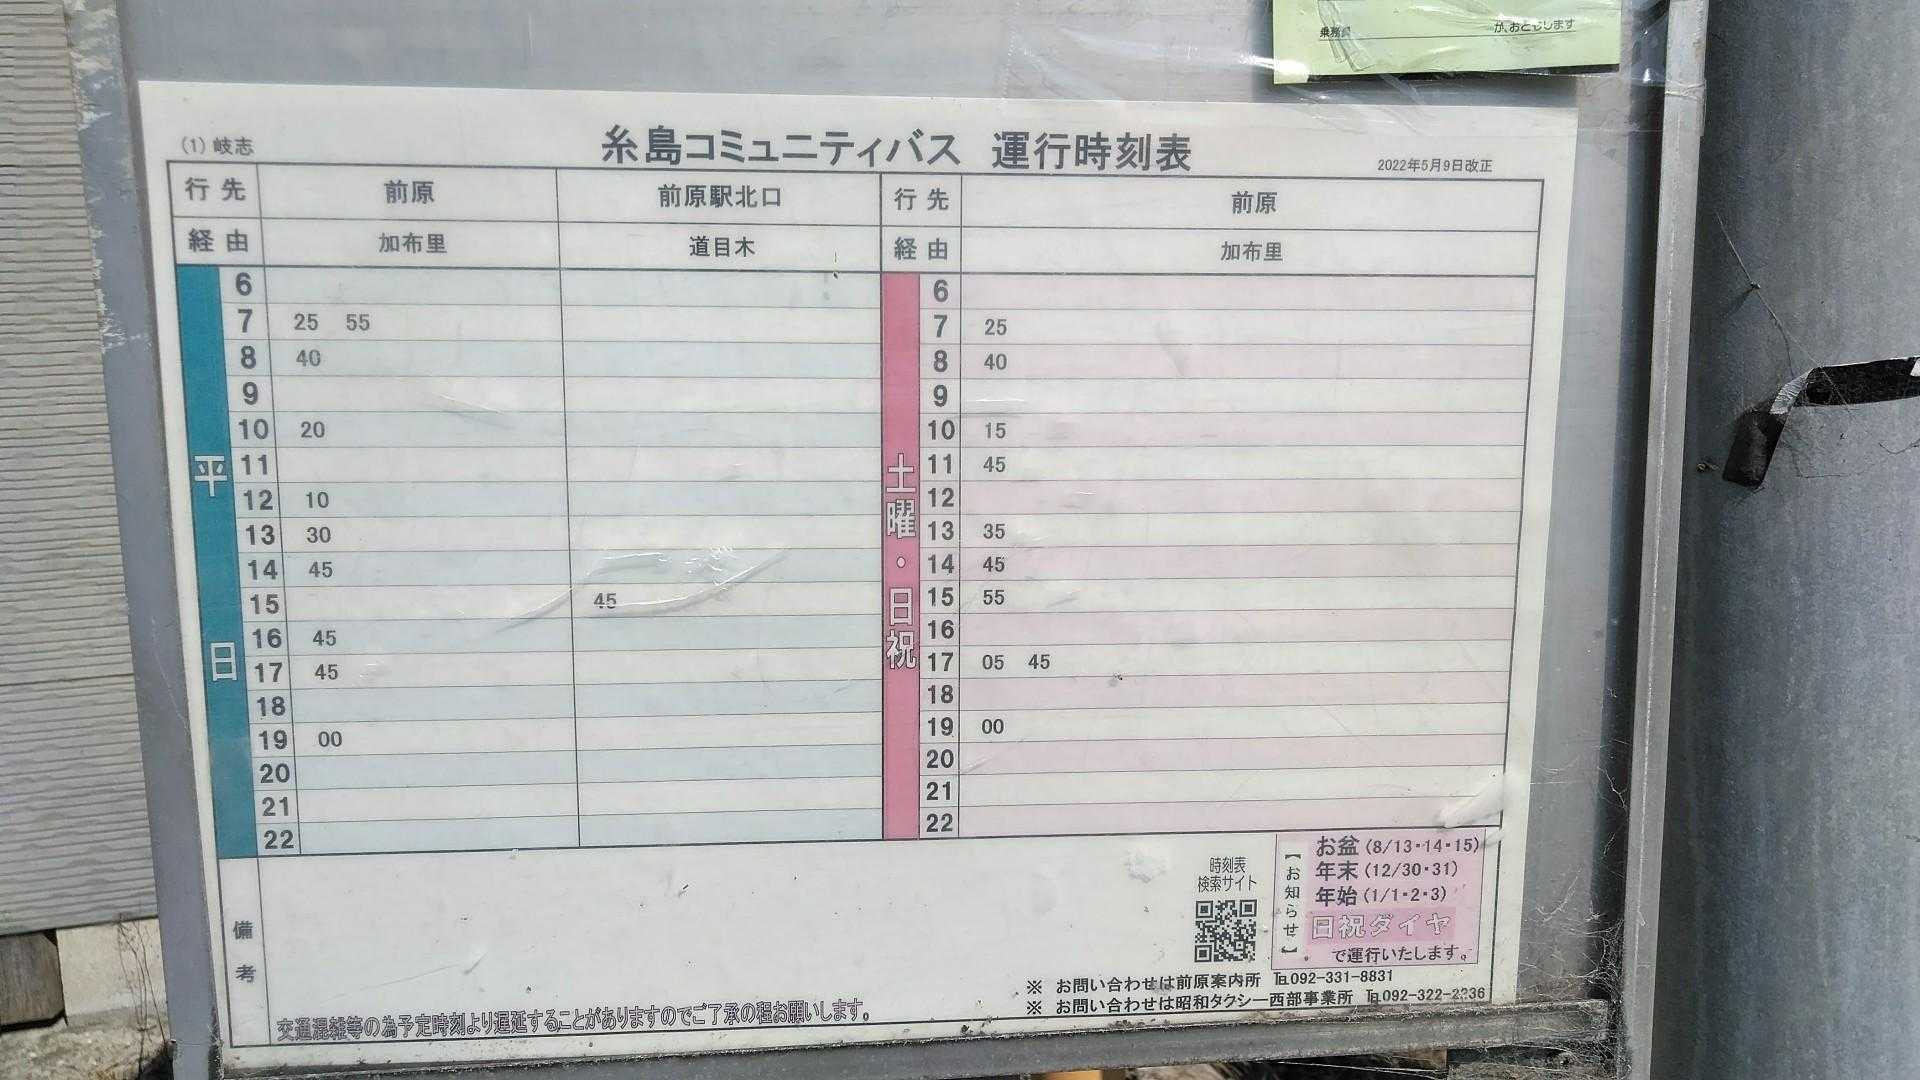 乗務員 が、おとしします
(1) 岐志
糸島コミュニティバス 運行時刻表
2022年5月9日改正
行先 前原 前原駅北口 行先 前原
経由 加布里 道目木 経由 加布里
平日
6
7 25 55
8 40
9
10 20
11
12 10
13 30
14 45
15 45
16 45
17 45
18
19 00
20
21
22
土曜・日祝
6
7 25
8 40
9
10 15
11 45
12
13 35
14 45
15 55
16
17 05 45
18
19 00
20
21
22
備考
交通混雑等の為予定時刻より遅延することがありますのでご了承の程お願いします。
時刻表
検索サイト
【お知らせ】
お盆(8/13・14・15)
年末(12/30・31)
年始(1/1・2・3)
日祝ダイヤ
で運行いたします。
※ お問い合わせは前原案内所 ℡092-331-8831
※ お問い合わせは昭和タクシー西部事業所 ℡092-322-2236